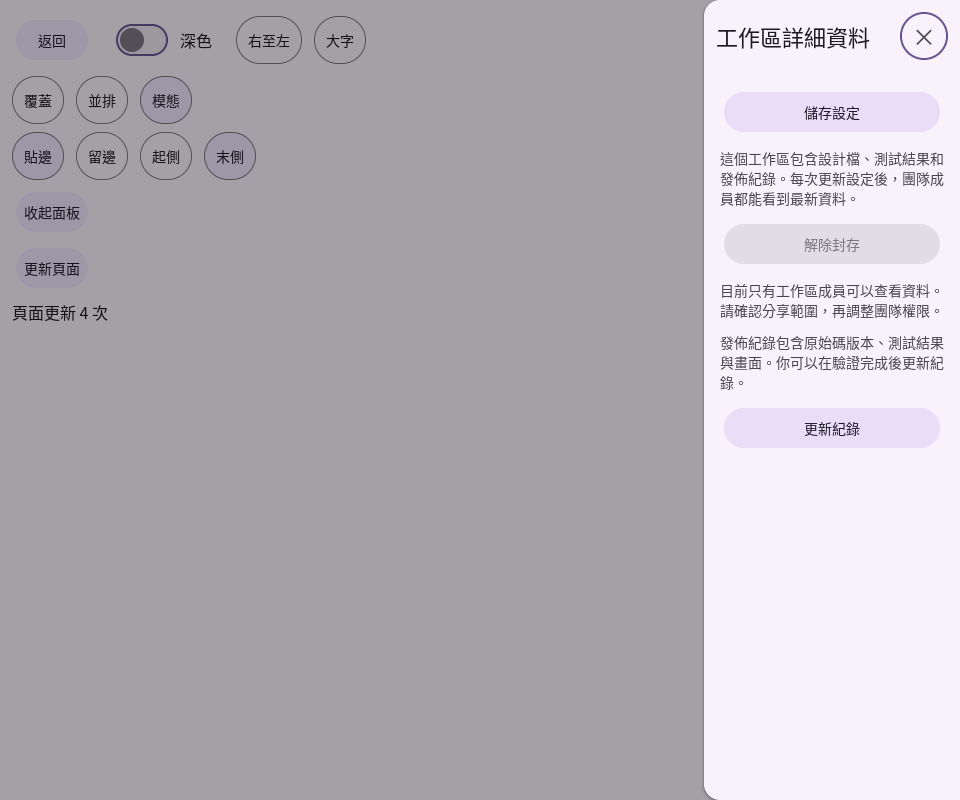 返回
深色
右至左
大字
覆蓋
並排
模態
貼邊
留邊
起側
末側
收起面板
更新頁面
頁面更新 4 次
工作區詳細資料
儲存設定
這個工作區包含設計檔、測試結果和
發佈紀錄。每次更新設定後，團隊成
員都能看到最新資料。
解除封存
目前只有工作區成員可以查看資料。
請確認分享範圍，再調整團隊權限。
發佈紀錄包含原始碼版本、測試結果
與畫面。你可以在驗證完成後更新紀
錄。
更新紀錄